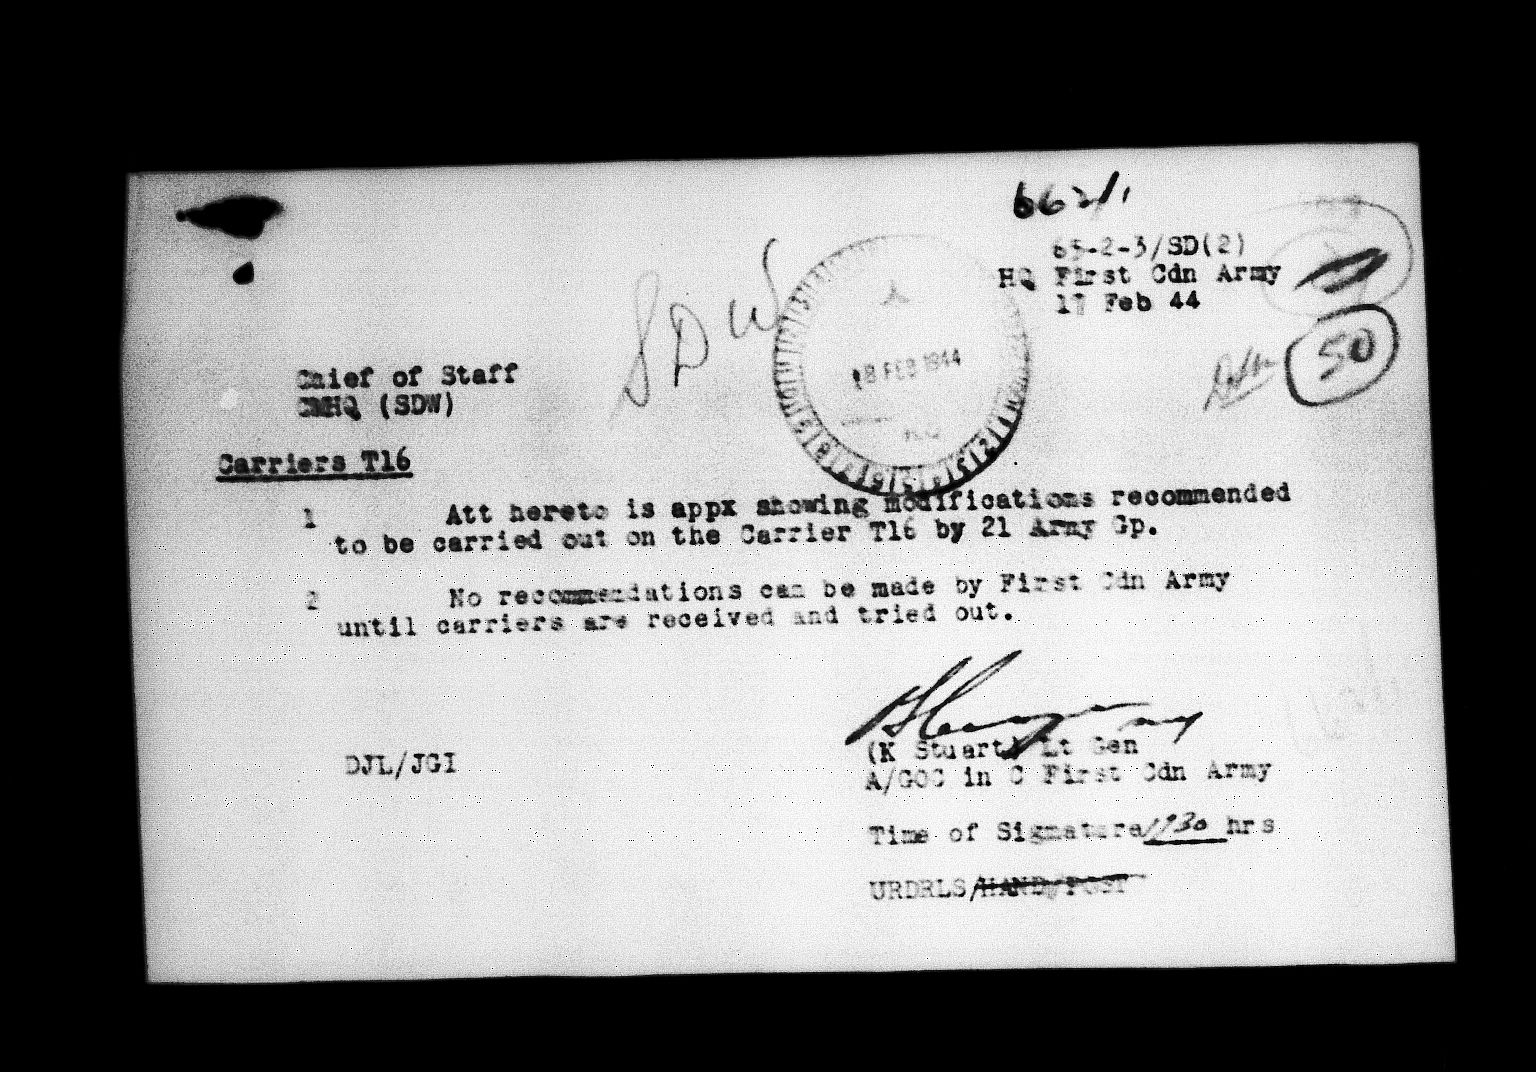 662/1
65-2-3/SD(2)
HQ First Cdn Army
17 Feb 44
SDW
18 FEB 1944
50
Chief of Staff
CMHQ (SDW)
Carriers T16
1 Att hereto is appx showing modifications recommended
to be carried out on the Carrier T16 by 21 Army Gp.
2 No recommendations can be made by First Cdn Army
until carriers are received and tried out.
(K Stuart) Lt Gen
DJL/JGI
A/GOC in C First Cdn Army
Time of Signature 1930 hrs
URDRLS/HAND/POST